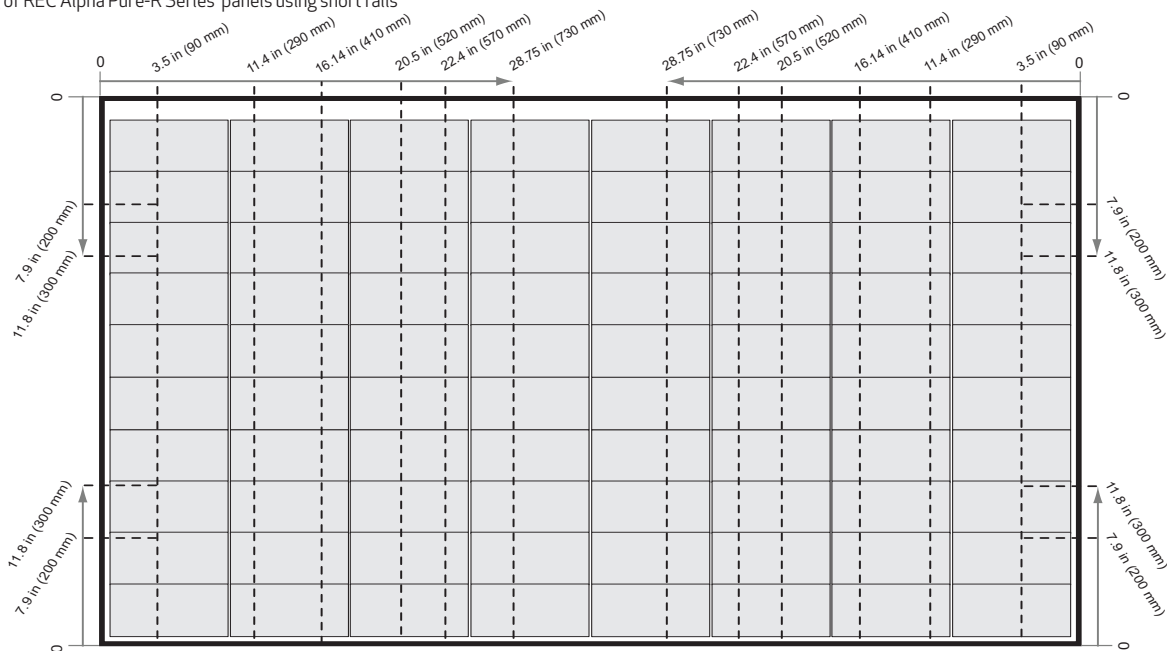 of REC Alpha Pure-R Series panels using short rails
0
3.5 in (90 mm)
11.4 in (290 mm)
16.14 in (410 mm)
20.5 in (520 mm)
22.4 in (570 mm)
28.75 in (730 mm)
28.75 in (730 mm)
22.4 in (570 mm)
20.5 in (520 mm)
16.14 in (410 mm)
11.4 in (290 mm)
3.5 in (90 mm)
0
0
0
7.9 in (200 mm)
7.9 in (200 mm)
11.8 in (300 mm)
11.8 in (300 mm)
11.8 in (300 mm)
11.8 in (300 mm)
7.9 in (200 mm)
7.9 in (200 mm)
0
0